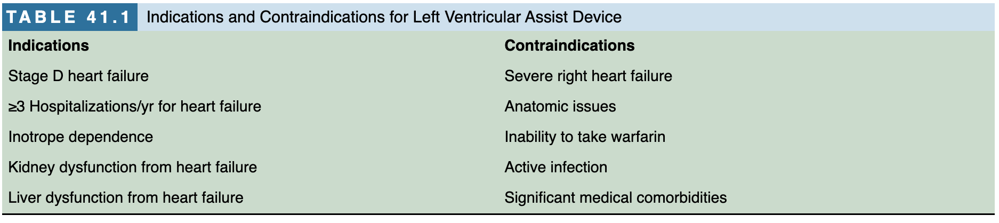 TABLE 41.1 Indications and Contraindications for Left Ventricular Assist Device
Indications Contraindications
Stage D heart failure Severe right heart failure
≥3 Hospitalizations/yr for heart failure Anatomic issues
Inotrope dependence Inability to take warfarin
Kidney dysfunction from heart failure Active infection
Liver dysfunction from heart failure Significant medical comorbidities